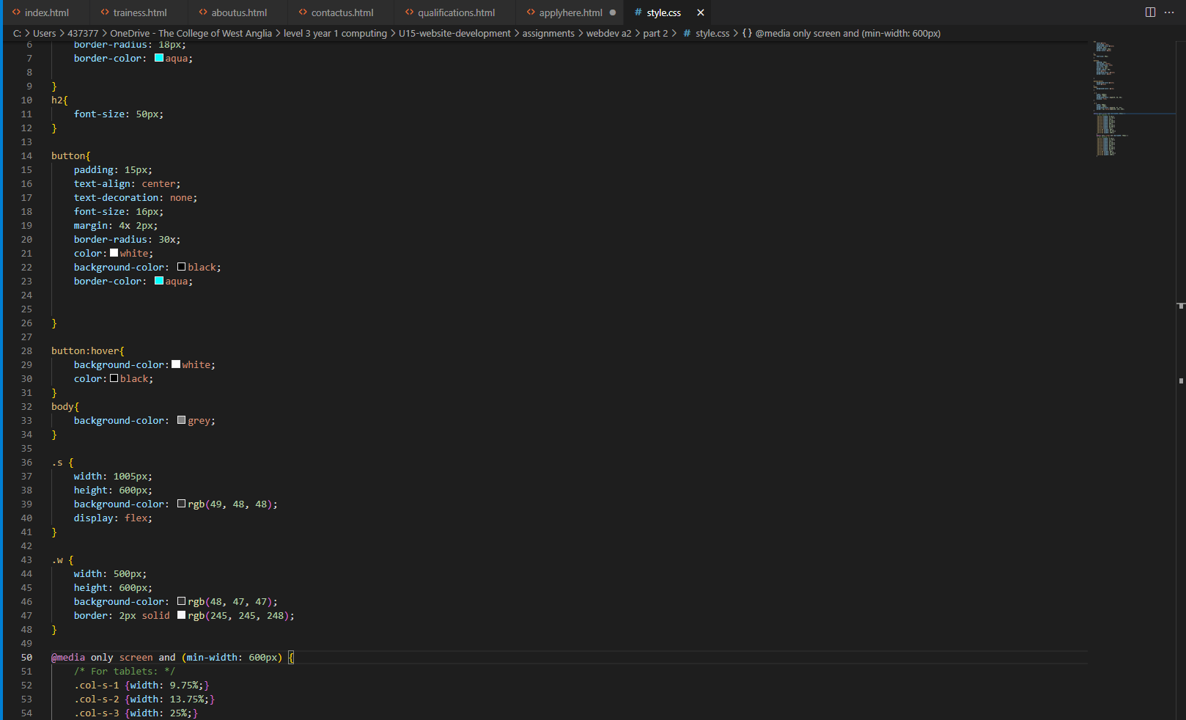 index.html trainess.html aboutus.html contactus.html qualifications.html applyhere.html style.css
C: > Users > 437377 > OneDrive - The College of West Anglia > level 3 year 1 computing > U15-website-development > assignments > webdev a2 > part 2 > # style.css > {} @media only screen and (min-width: 600px)
6 border-radius: 18px;
7 border-color: aqua;
8
9 }
10 h2{
11 font-size: 50px;
12 }
13
14 button{
15 padding: 15px;
16 text-align: center;
17 text-decoration: none;
18 font-size: 16px;
19 margin: 4x 2px;
20 border-radius: 30x;
21 color: white;
22 background-color: black;
23 border-color: aqua;
24
25
26 }
27
28 button:hover{
29 background-color: white;
30 color: black;
31 }
32 body{
33 background-color: grey;
34 }
35
36 .s {
37 width: 1005px;
38 height: 600px;
39 background-color: rgb(49, 48, 48);
40 display: flex;
41 }
42
43 .w {
44 width: 500px;
45 height: 600px;
46 background-color: rgb(48, 47, 47);
47 border: 2px solid rgb(245, 245, 248);
48 }
49
50 @media only screen and (min-width: 600px) {
51 /* For tablets: */
52 .col-s-1 {width: 9.75%;}
53 .col-s-2 {width: 13.75%;}
54 .col-s-3 {width: 25%;}